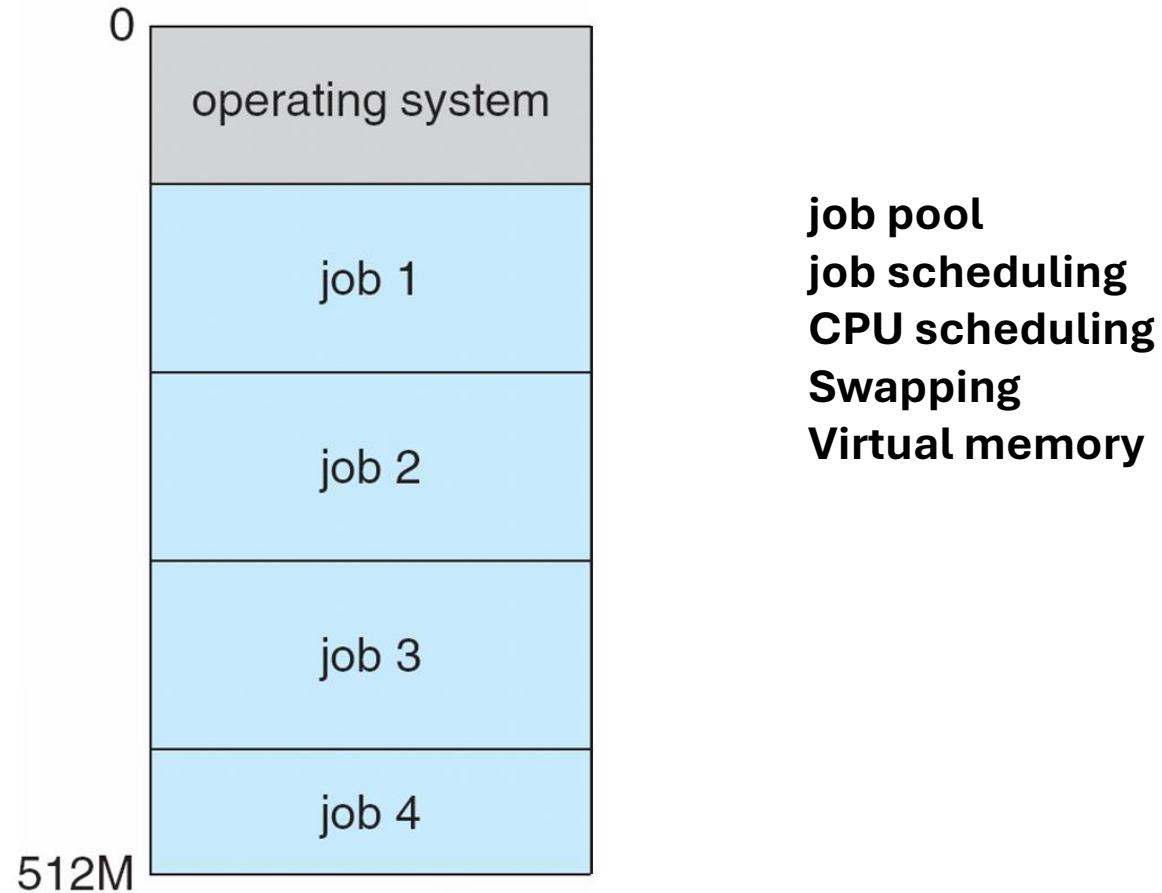 0
operating system
job 1
job 2
job 3
job 4
512M
job pool
job scheduling
CPU scheduling
Swapping
Virtual memory